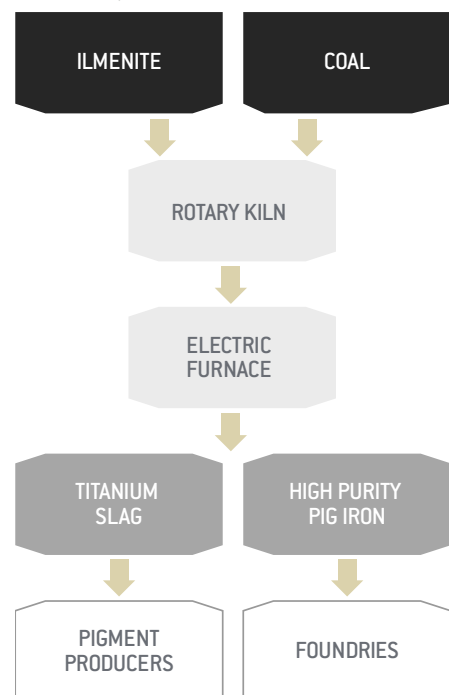 ILMENITE
COAL
ROTARY KILN
ELECTRIC
FURNACE
TITANIUM
SLAG
HIGH PURITY
PIG IRON
PIGMENT
PRODUCERS
FOUNDRIES